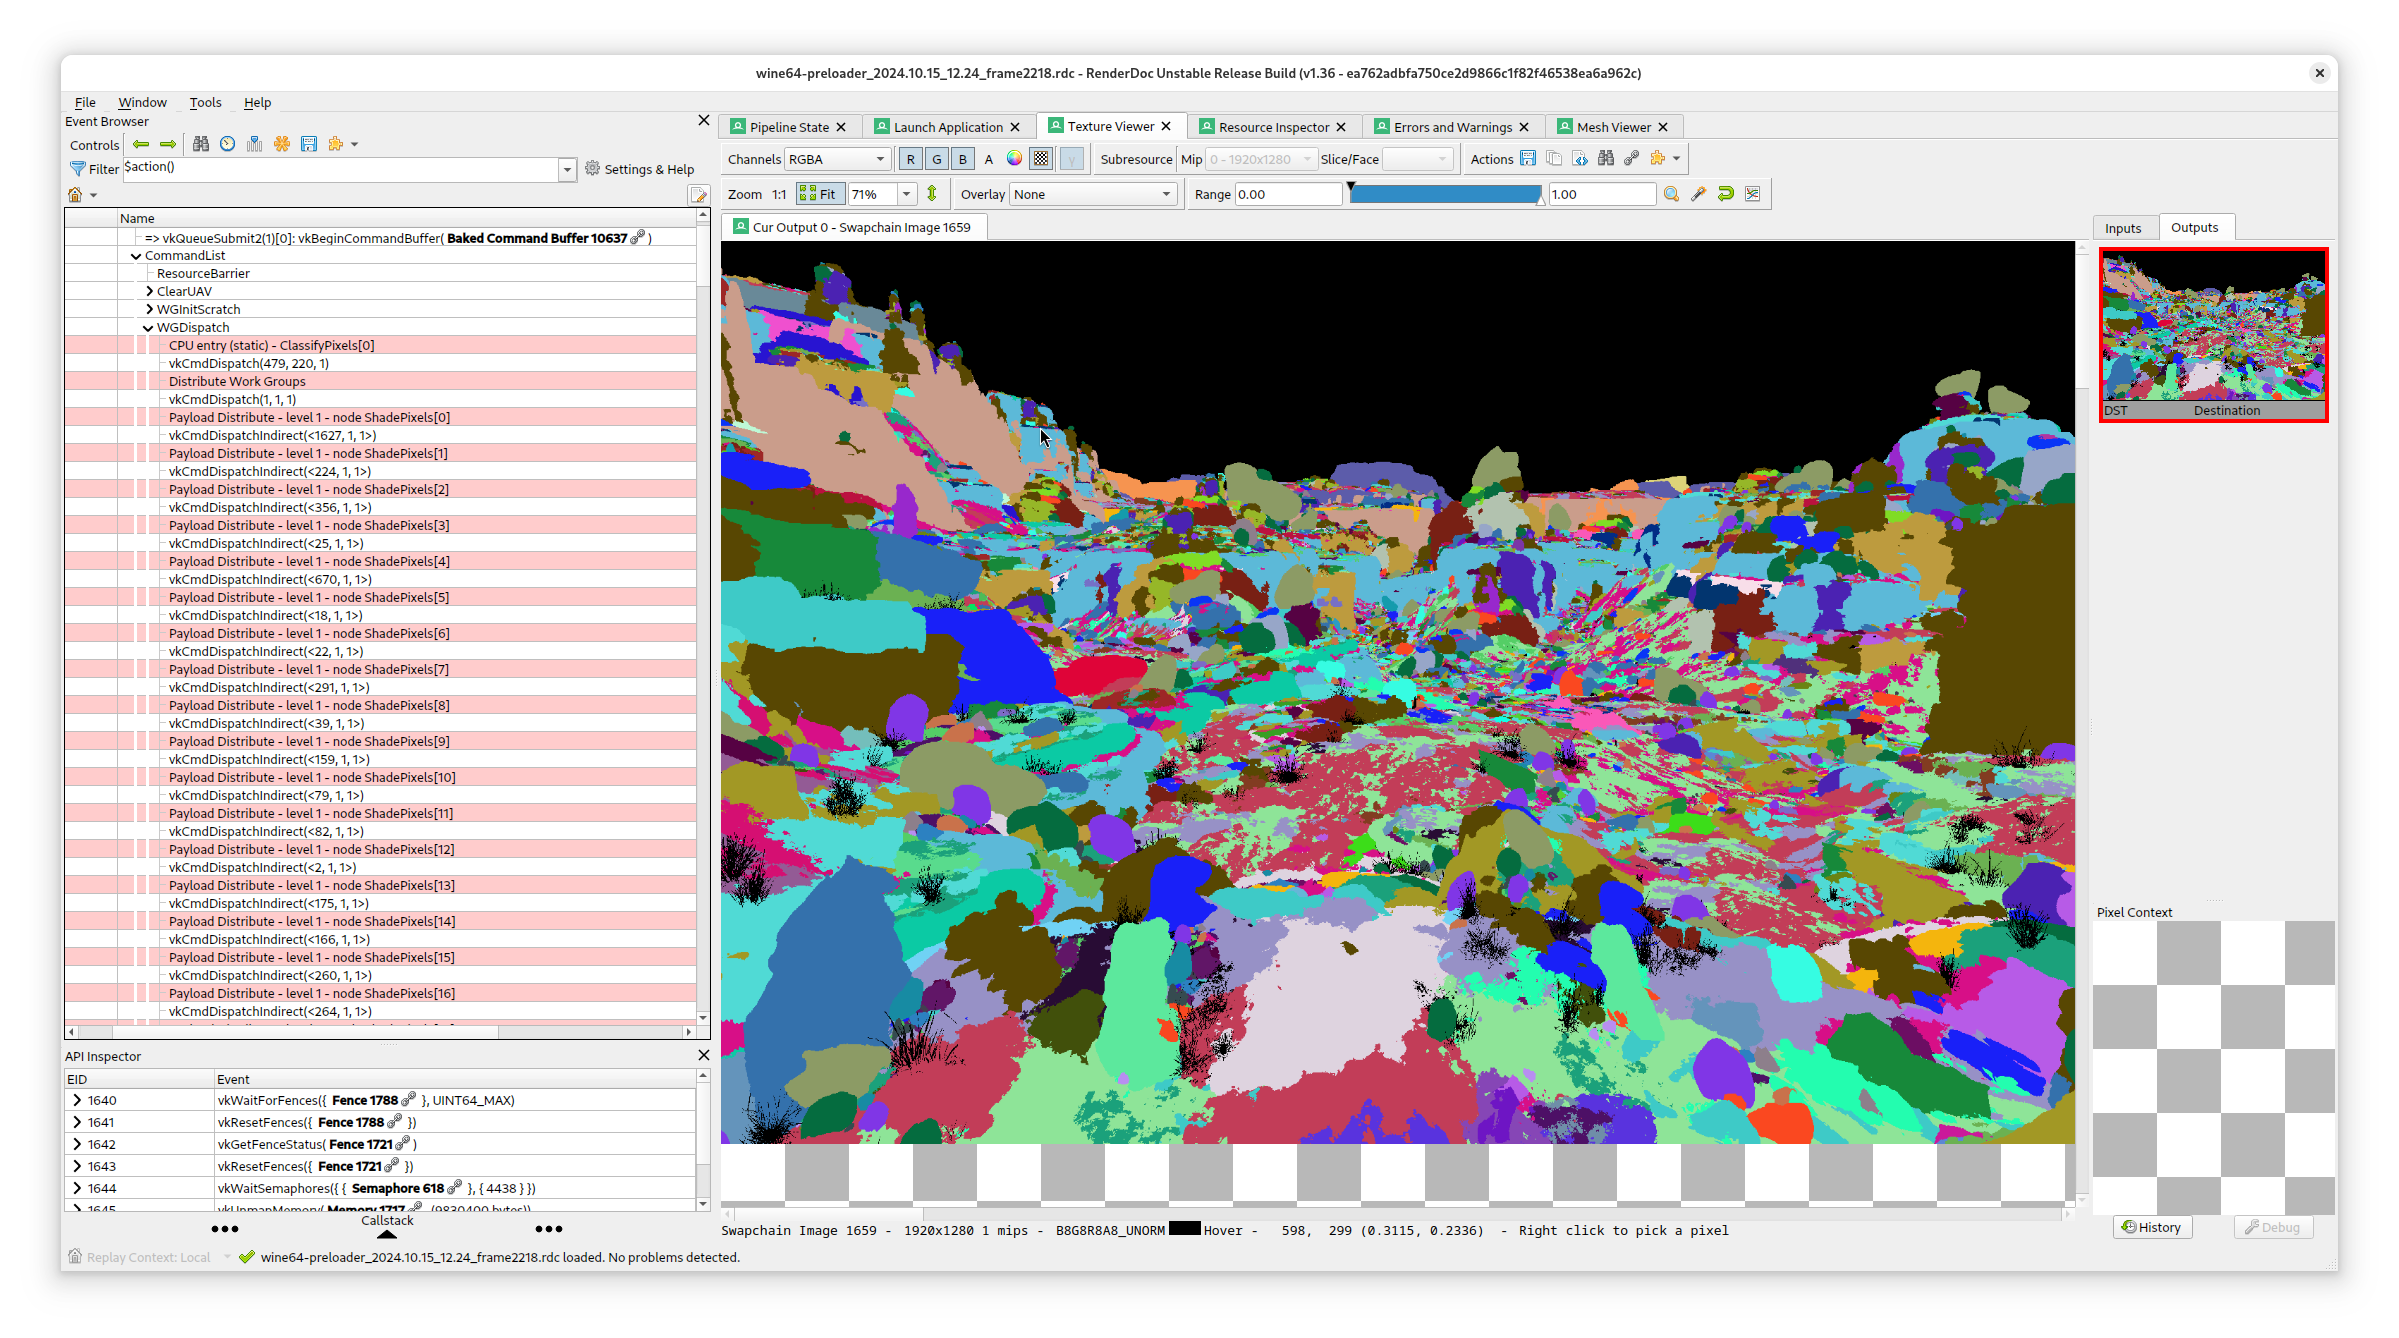 wine64-preloader_2024.10.15_12.24_frame2218.rdc - RenderDoc Unstable Release Build (v1.36 - ea762adbfa750ce2d9866c1f82f46538ea6a962c)
File Window Tools Help
Event Browser
Controls
Filter $action() Settings & Help
Name
=> vkQueueSubmit2(1)[0]: vkBeginCommandBuffer( Baked Command Buffer 10637 )
CommandList
ResourceBarrier
ClearUAV
WGInitScratch
WGDispatch
CPU entry (static) - ClassifyPixels[0]
vkCmdDispatch(479, 220, 1)
Distribute Work Groups
vkCmdDispatch(1, 1, 1)
Payload Distribute - level 1 - node ShadePixels[0]
vkCmdDispatchIndirect(<1627, 1, 1>)
Payload Distribute - level 1 - node ShadePixels[1]
vkCmdDispatchIndirect(<224, 1, 1>)
Payload Distribute - level 1 - node ShadePixels[2]
vkCmdDispatchIndirect(<356, 1, 1>)
Payload Distribute - level 1 - node ShadePixels[3]
vkCmdDispatchIndirect(<25, 1, 1>)
Payload Distribute - level 1 - node ShadePixels[4]
vkCmdDispatchIndirect(<670, 1, 1>)
Payload Distribute - level 1 - node ShadePixels[5]
vkCmdDispatchIndirect(<18, 1, 1>)
Payload Distribute - level 1 - node ShadePixels[6]
vkCmdDispatchIndirect(<22, 1, 1>)
Payload Distribute - level 1 - node ShadePixels[7]
vkCmdDispatchIndirect(<291, 1, 1>)
Payload Distribute - level 1 - node ShadePixels[8]
vkCmdDispatchIndirect(<39, 1, 1>)
Payload Distribute - level 1 - node ShadePixels[9]
vkCmdDispatchIndirect(<159, 1, 1>)
Payload Distribute - level 1 - node ShadePixels[10]
vkCmdDispatchIndirect(<79, 1, 1>)
Payload Distribute - level 1 - node ShadePixels[11]
vkCmdDispatchIndirect(<82, 1, 1>)
Payload Distribute - level 1 - node ShadePixels[12]
vkCmdDispatchIndirect(<2, 1, 1>)
Payload Distribute - level 1 - node ShadePixels[13]
vkCmdDispatchIndirect(<175, 1, 1>)
Payload Distribute - level 1 - node ShadePixels[14]
vkCmdDispatchIndirect(<166, 1, 1>)
Payload Distribute - level 1 - node ShadePixels[15]
vkCmdDispatchIndirect(<260, 1, 1>)
Payload Distribute - level 1 - node ShadePixels[16]
vkCmdDispatchIndirect(<264, 1, 1>)
API Inspector
EID Event
1640 vkWaitForFences({ Fence 1788 }, UINT64_MAX)
1641 vkResetFences({ Fence 1788 })
1642 vkGetFenceStatus( Fence 1721 )
1643 vkResetFences({ Fence 1721 })
1644 vkWaitSemaphores({ { Semaphore 618 }, { 4438 } })
1645 vkUnmapMemory( Memory 1717 (9830400 bytes))
Callstack
Replay Context: Local wine64-preloader_2024.10.15_12.24_frame2218.rdc loaded. No problems detected.
Pipeline State Launch Application Texture Viewer Resource Inspector Errors and Warnings Mesh Viewer
Channels RGBA R G B A γ Subresource Mip 0 - 1920x1280 Slice/Face Actions
Zoom 1:1 Fit 71% Overlay None Range 0.00 1.00
Cur Output 0 - Swapchain Image 1659
Inputs Outputs
DST Destination
Pixel Context
History Debug
Swapchain Image 1659 - 1920x1280 1 mips - B8G8R8A8_UNORM Hover - 598, 299 (0.3115, 0.2336) - Right click to pick a pixel